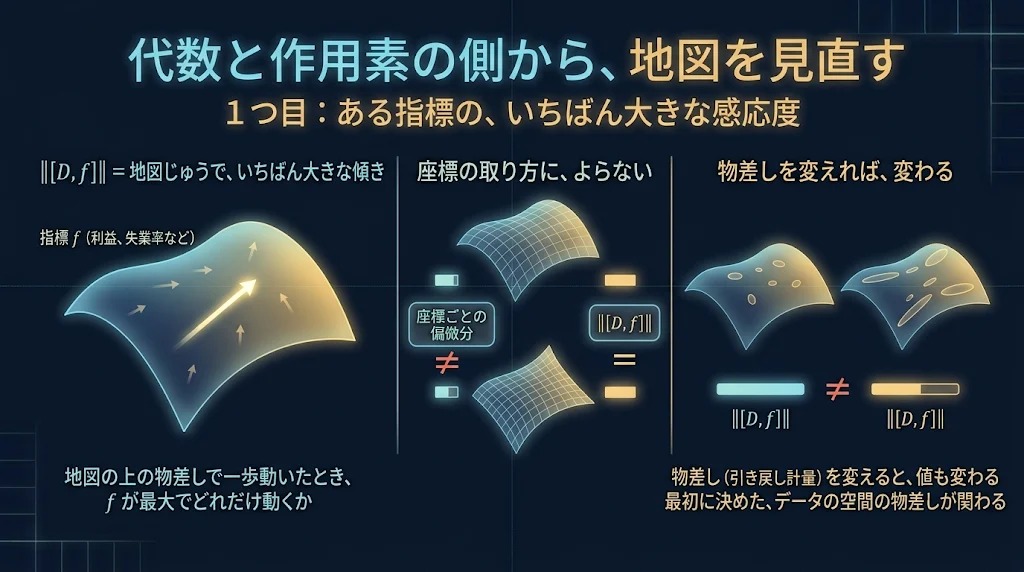 代数と作用素の側から、地図を見直す
1つ目：ある指標の、いちばん大きな感応度
‖[D, f]‖ = 地図じゅうで、いちばん大きな傾き
指標 f (利益、失業率など)
地図の上の物差しで一歩動いたとき、
f が最大でどれだけ動くか
座標の取り方に、よらない
座標ごとの
偏微分
≠
‖[D, f]‖
=
物差しを変えれば、変わる
≠
‖[D, f]‖
‖[D, f]‖
物差し (引き戻し計量) を変えると、値も変わる
最初に決めた、データの空間の物差しが関わる